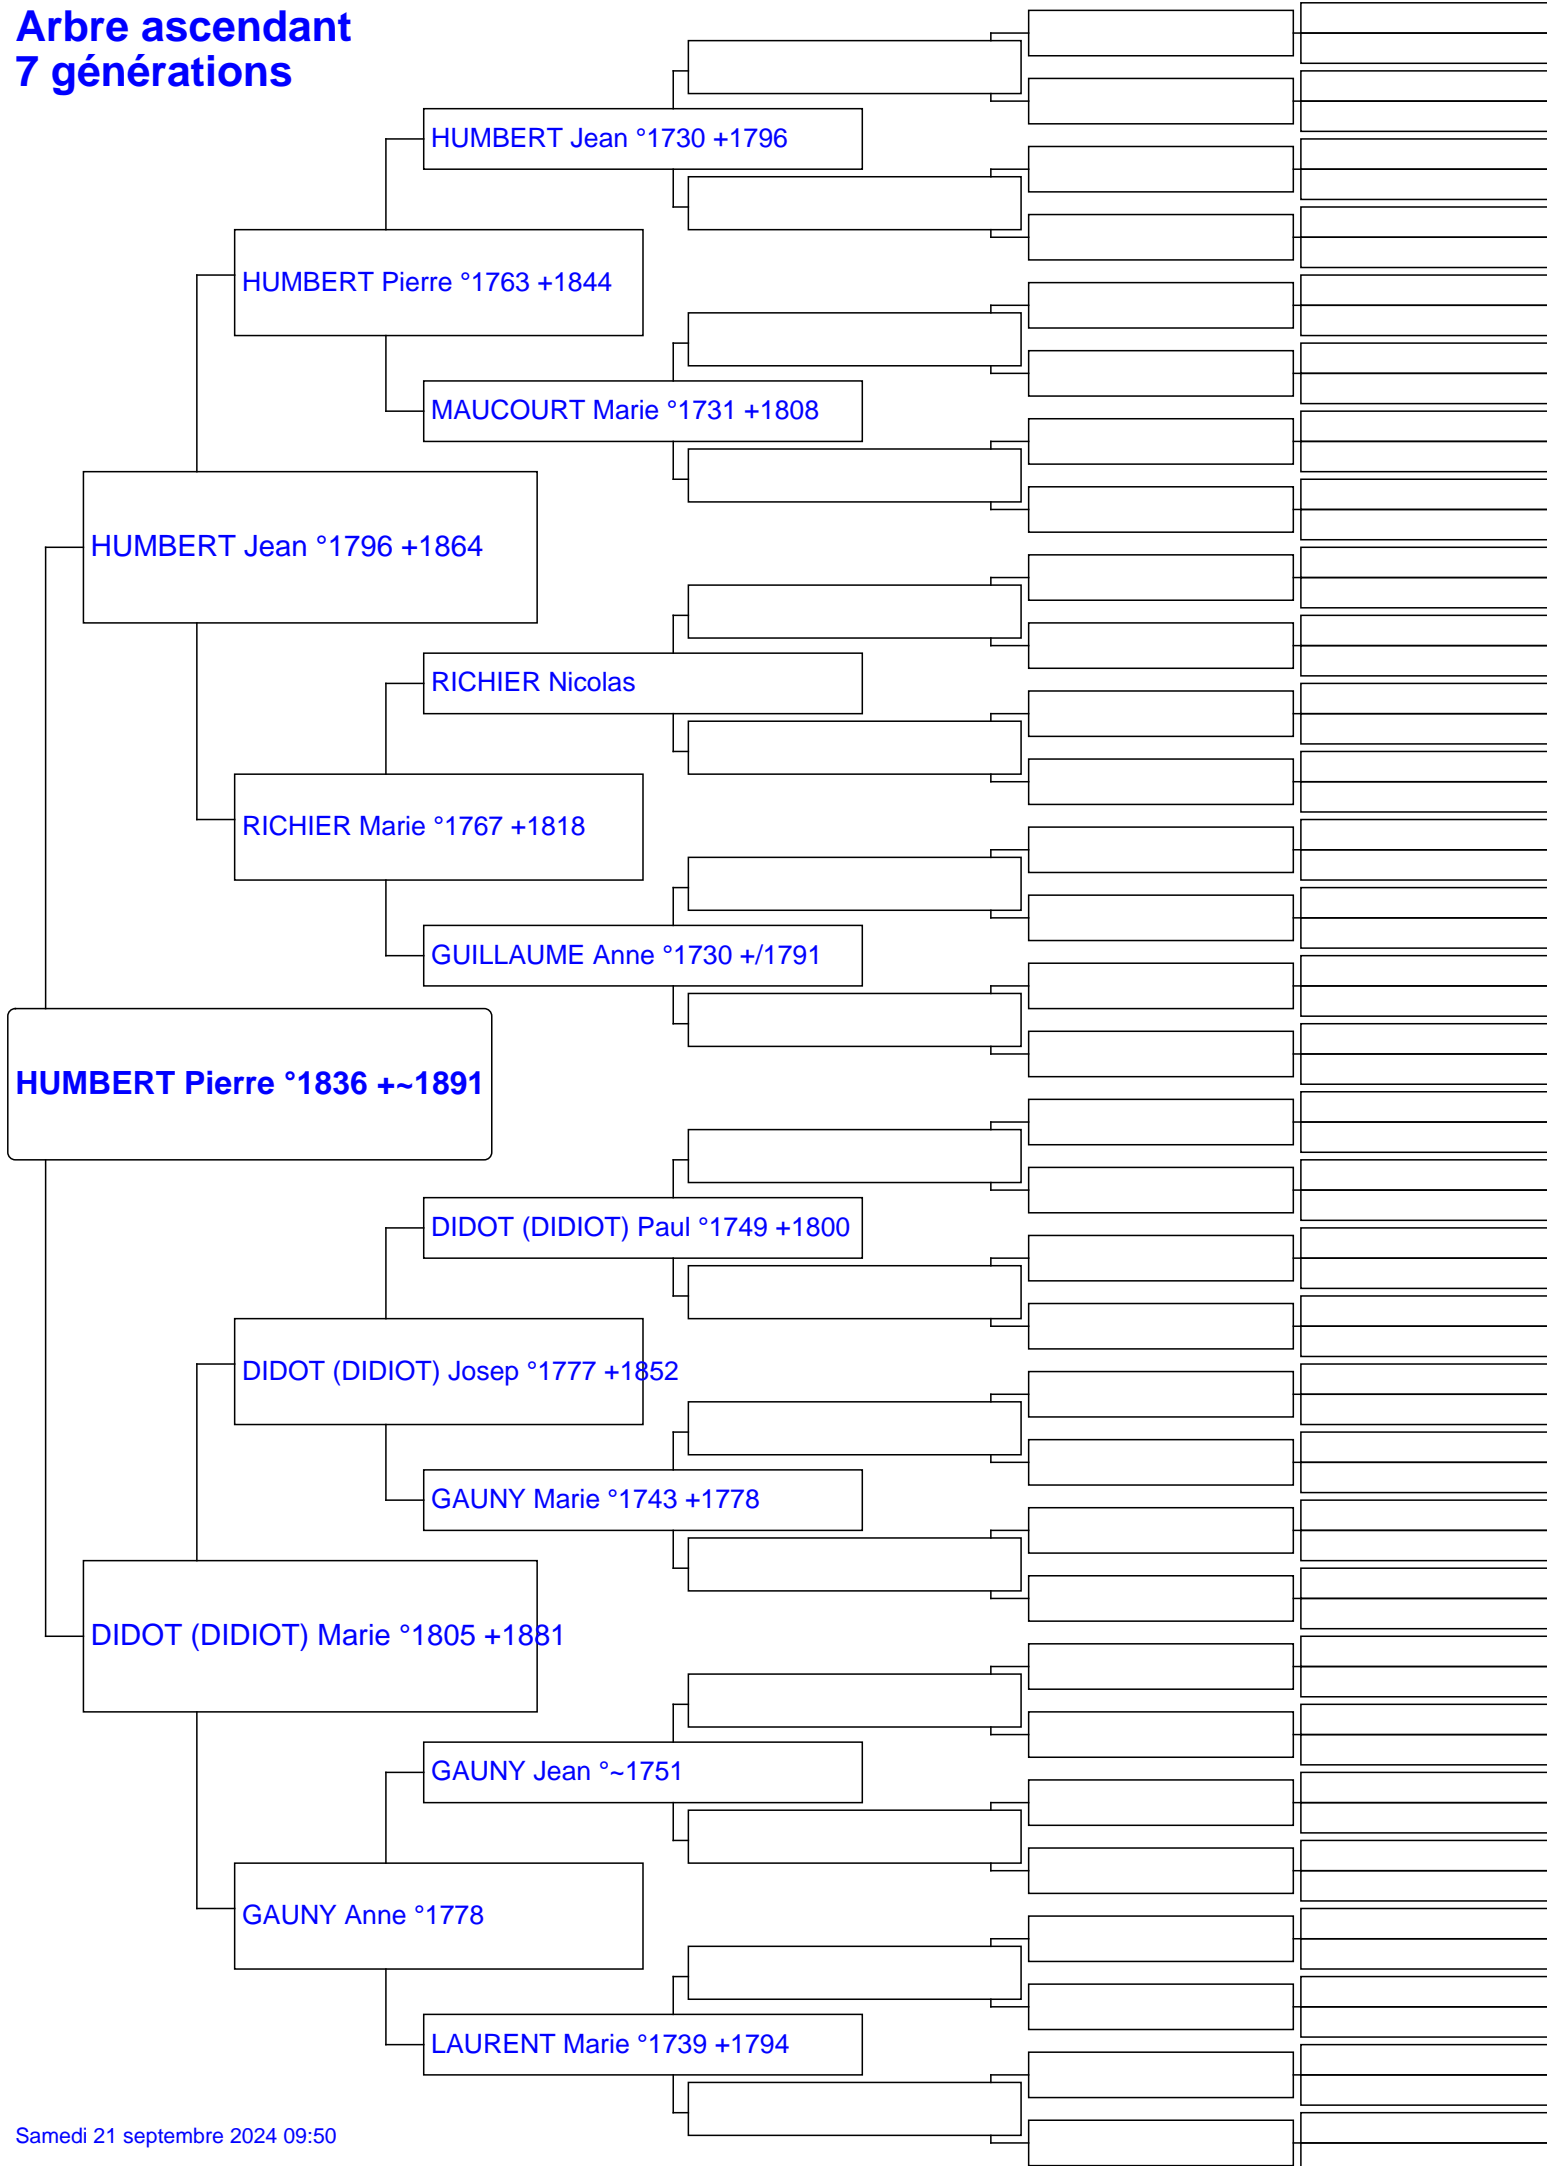 Arbre ascendant
7 générations
HUMBERT Jean °1730 +1796
HUMBERT Pierre °1763 +1844
MAUCOURT Marie °1731 +1808
HUMBERT Jean °1796 +1864
RICHIER Nicolas
RICHIER Marie °1767 +1818
GUILLAUME Anne °1730 +/1791
HUMBERT Pierre °1836 +~1891
DIDOT (DIDIOT) Paul °1749 +1800
DIDOT (DIDIOT) Josep °1777 +1852
GAUNY Marie °1743 +1778
DIDOT (DIDIOT) Marie °1805 +1881
GAUNY Jean °~1751
GAUNY Anne °1778
LAURENT Marie °1739 +1794
Samedi 21 septembre 2024 09:50